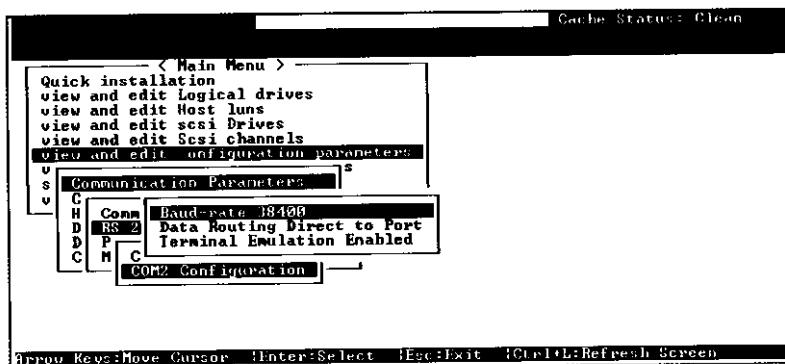 Cache Status: Clean
< Main Menu >
Quick installation
view and edit Logical drives
view and edit Host luns
view and edit scsi Drives
view and edit Scsi channels
view and edit onfiguration parameters
v s
s Communication Parameters
v C
H Comm Baud-rate 38400
D RS 2 Data Routing Direct to Port
D P Terminal Emulation Enabled
C M C
COM2 Configuration
Arrow Keys:Move Cursor |Enter:Select |Esc:Exit |Ctrl+L:Refresh Screen